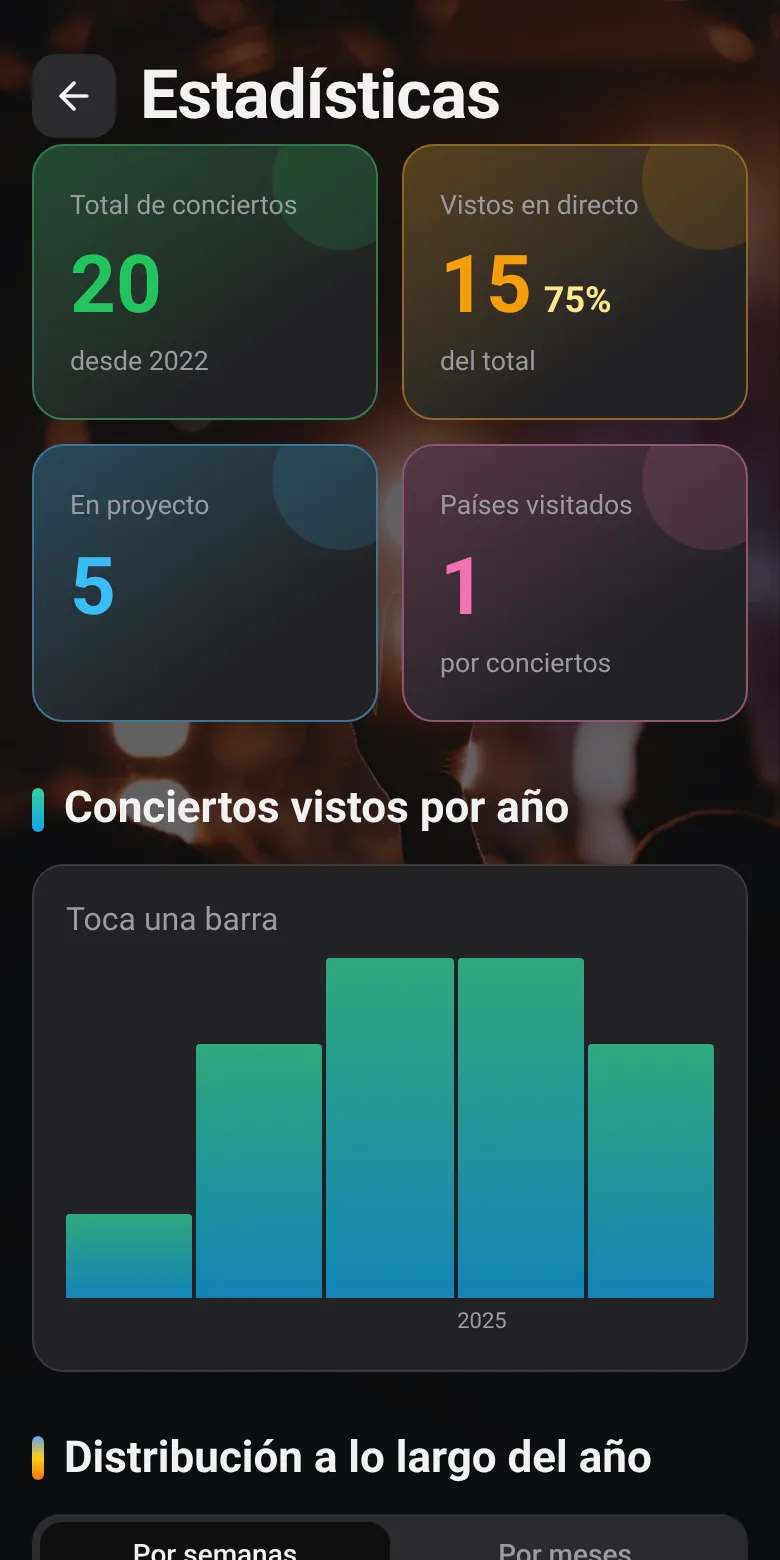 Estadísticas
Total de conciertos
20
desde 2022
Vistos en directo
15 75%
del total
En proyecto
5
Países visitados
1
por conciertos
Conciertos vistos por año
Toca una barra
2025
Distribución a lo largo del año
Por semanas
Por meses